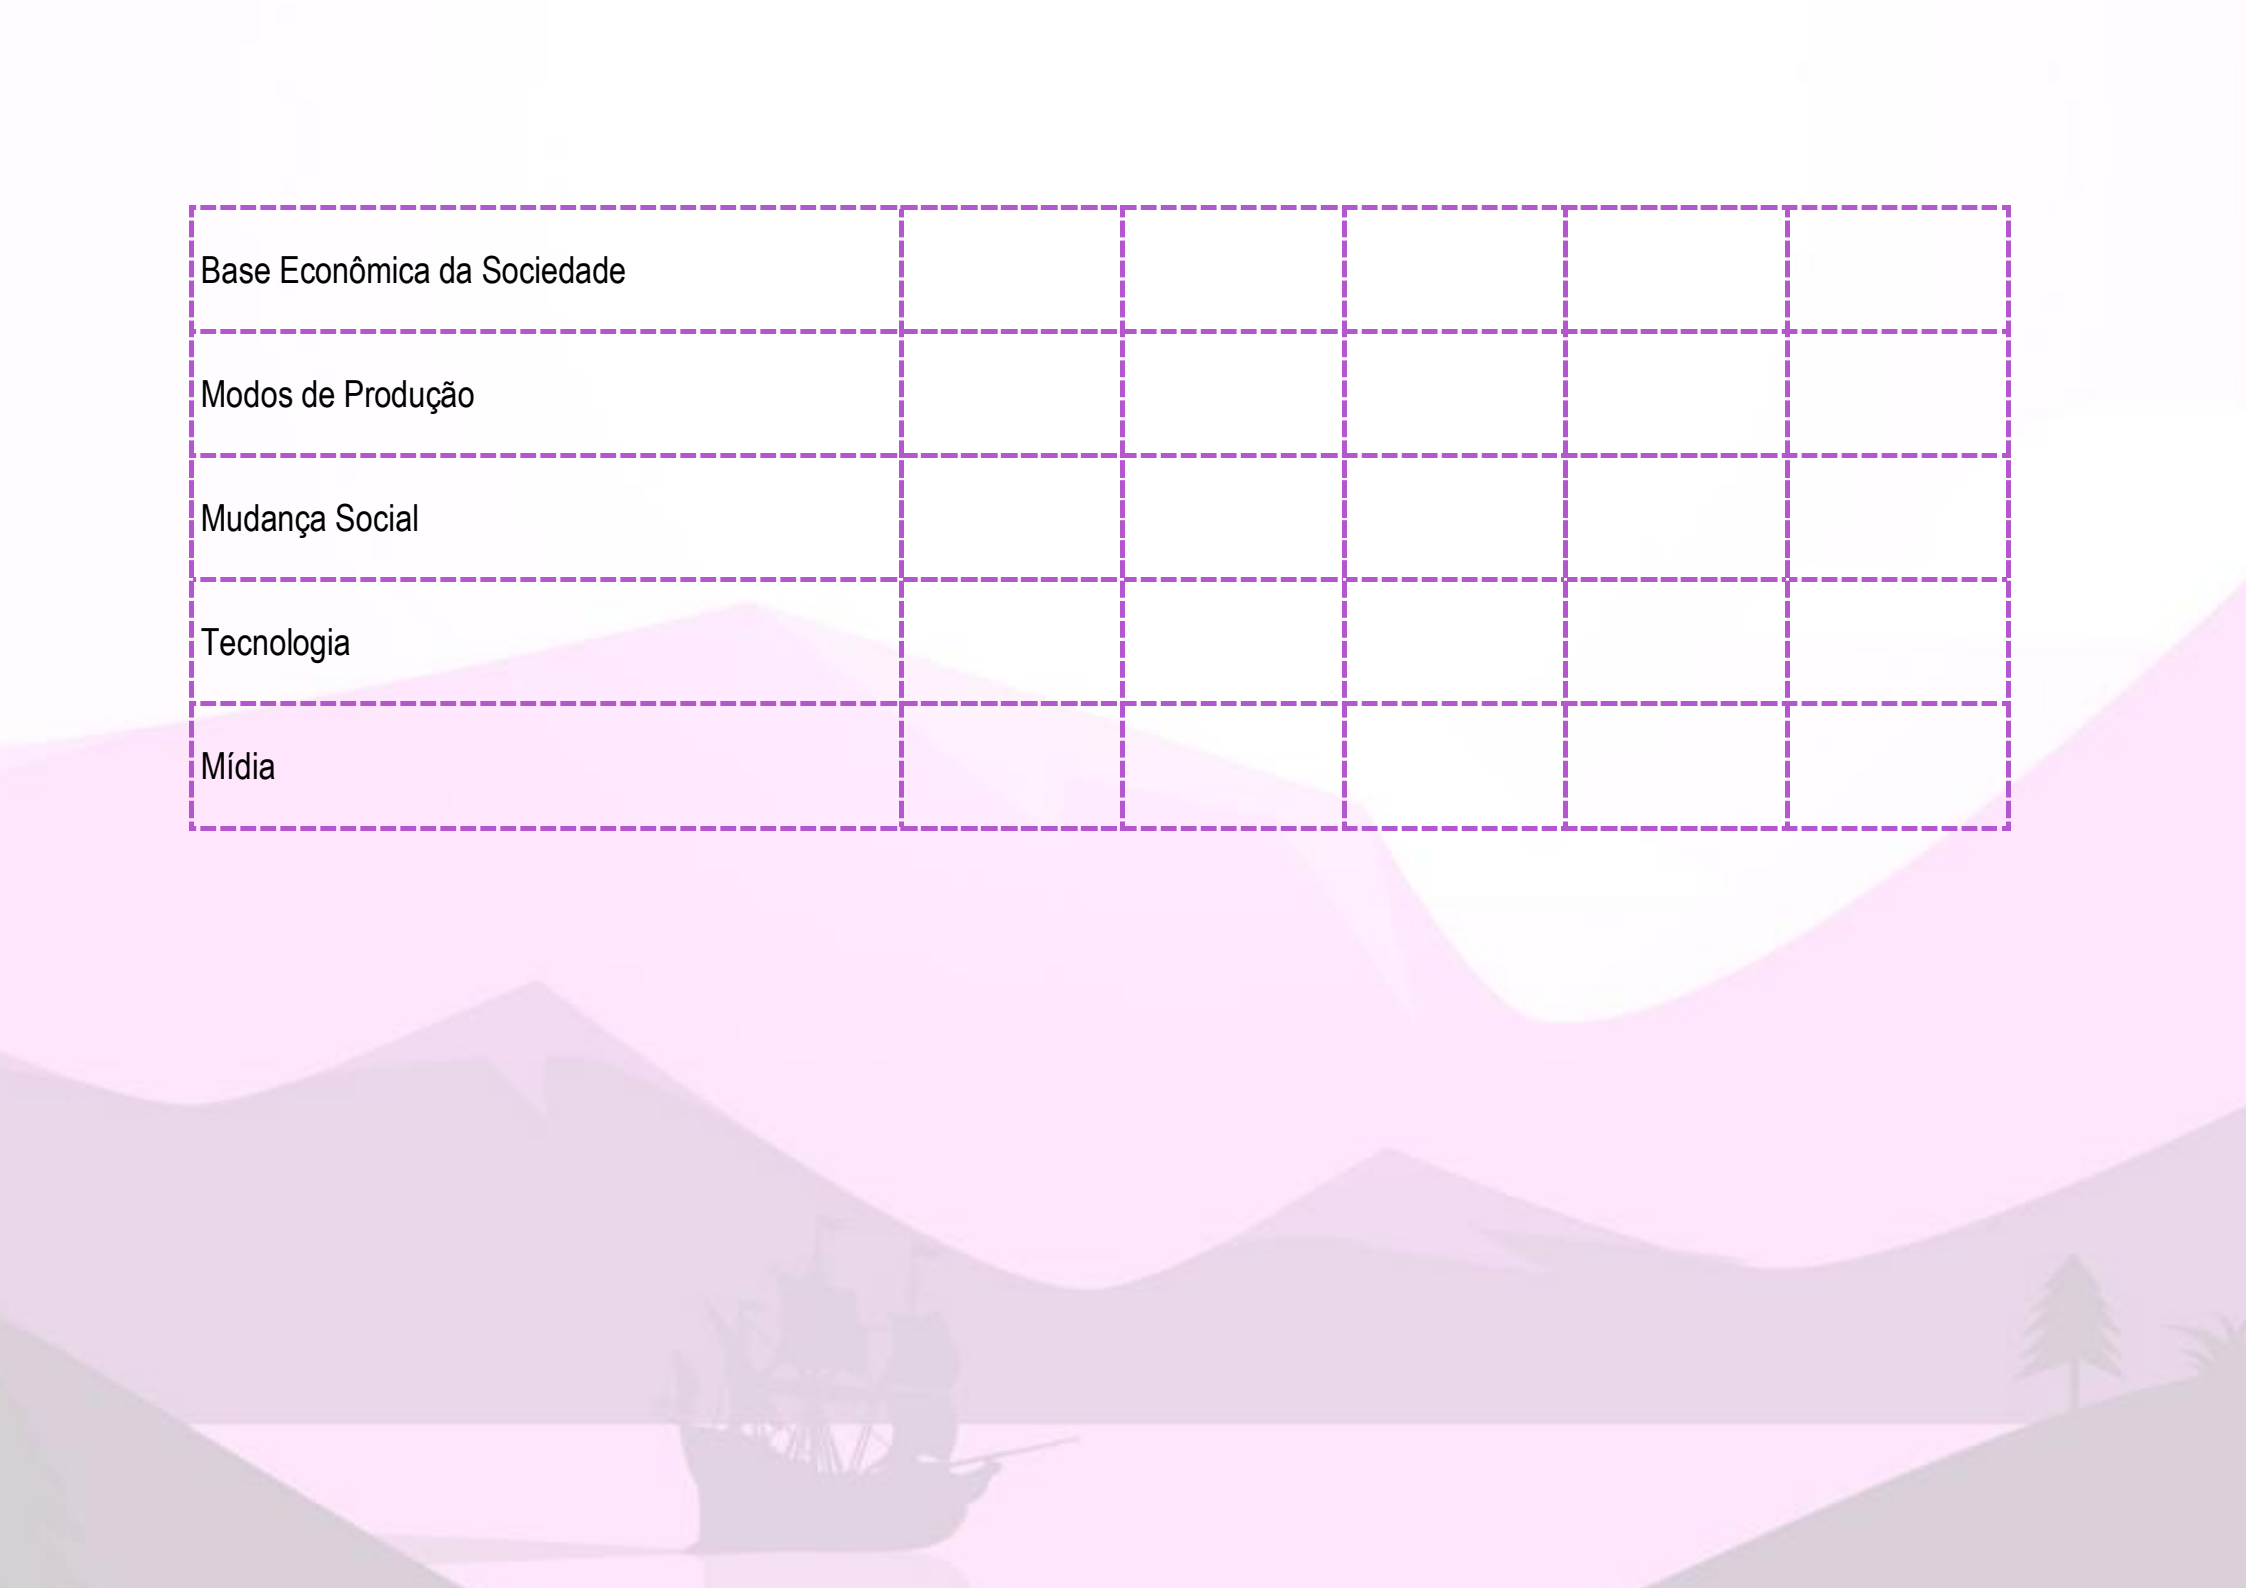 Base Econômica da Sociedade
Modos de Produção
Mudança Social
Tecnologia
Mídia